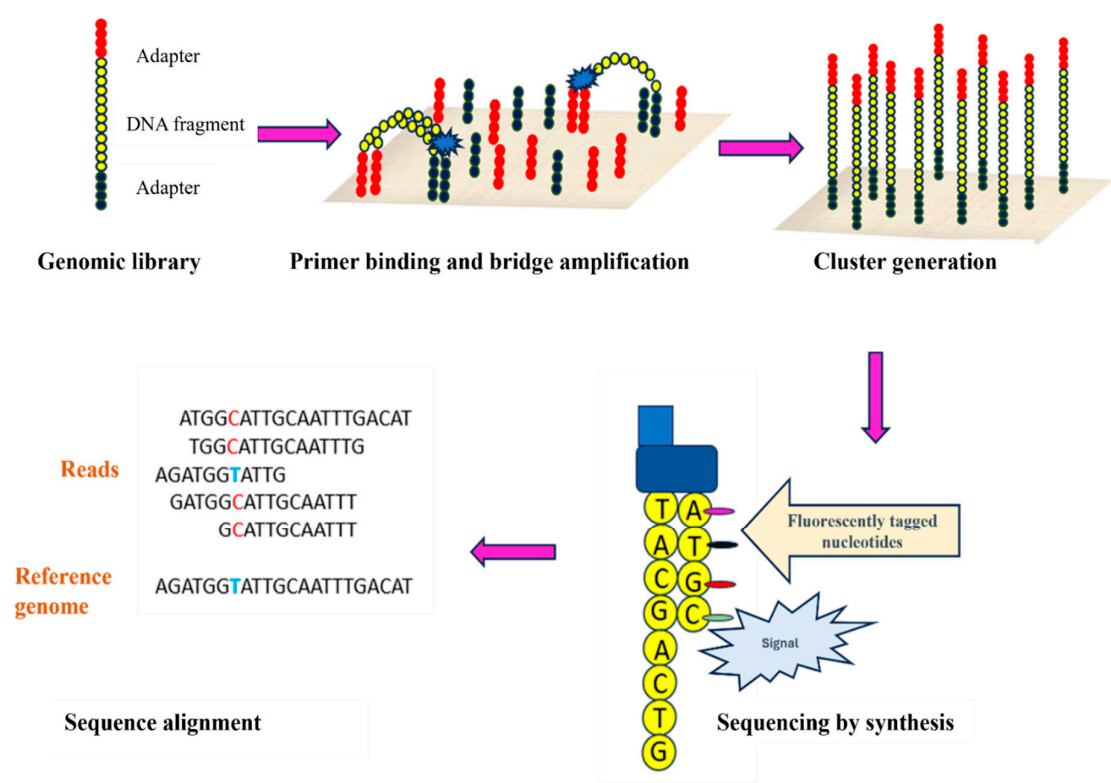 Adapter
DNA fragment
Adapter
Genomic library
Primer binding and bridge amplification
Cluster generation
ATGGCATTGCAATTTGACAT
TGGCATTGCAATTTG
Reads
AGATGGTATTG
GATGGCATTGCAATTT
GCATTGCAATTT
Reference
genome
AGATGGTATTGCAATTTGACAT
Sequence alignment
T A
A T
C G
G C
A
C
T
G
Fluorescently tagged
nucleotides
Signal
Sequencing by synthesis